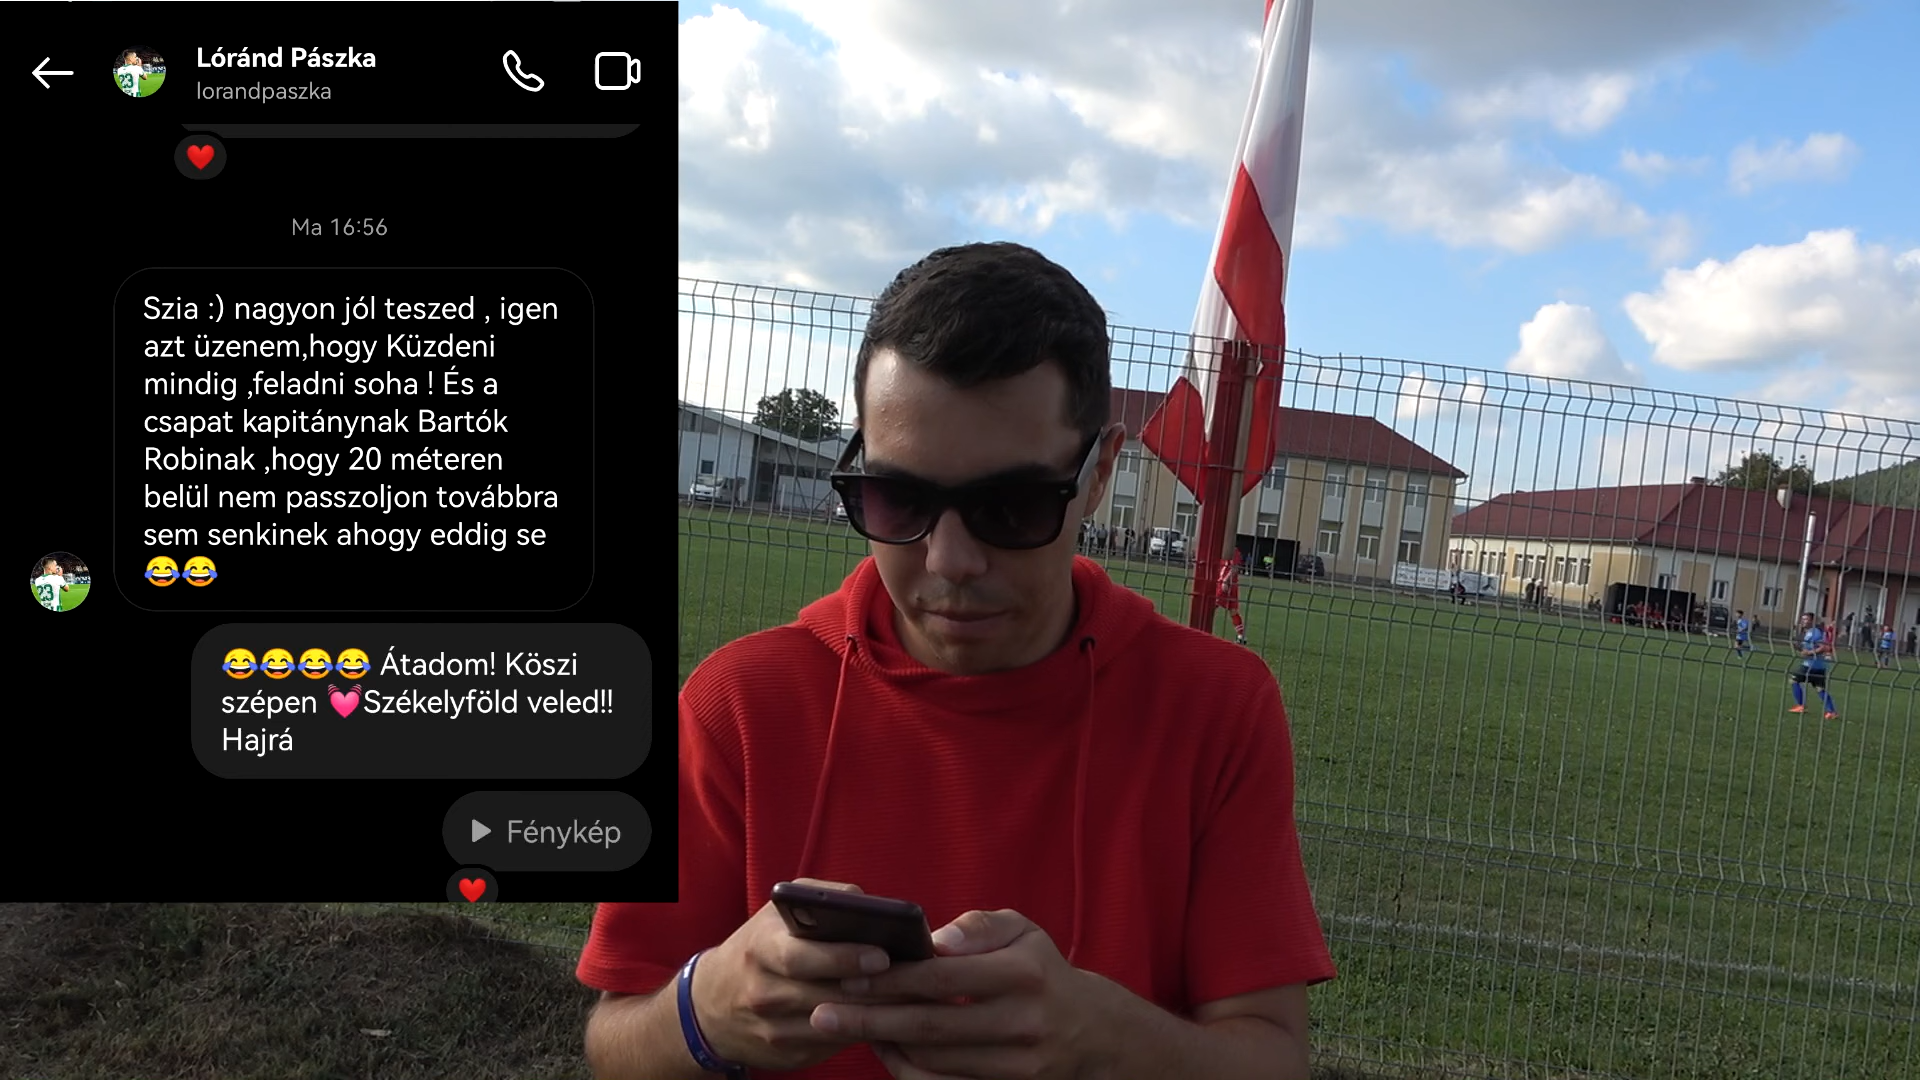 Lóránd Pászka
lorandpaszka
Ma 16:56
Szia :) nagyon jól teszed , igen
azt üzenem,hogy Küzdeni
mindig ,feladni soha ! És a
csapat kapitánynak Bartók
Robinak ,hogy 20 méteren
belül nem passzoljon továbbra
sem senkinek ahogy eddig se
😂😂
😂😂😂😂 Átadom! Köszi
szépen 💓Székelyföld veled!!
Hajrá
Fénykép